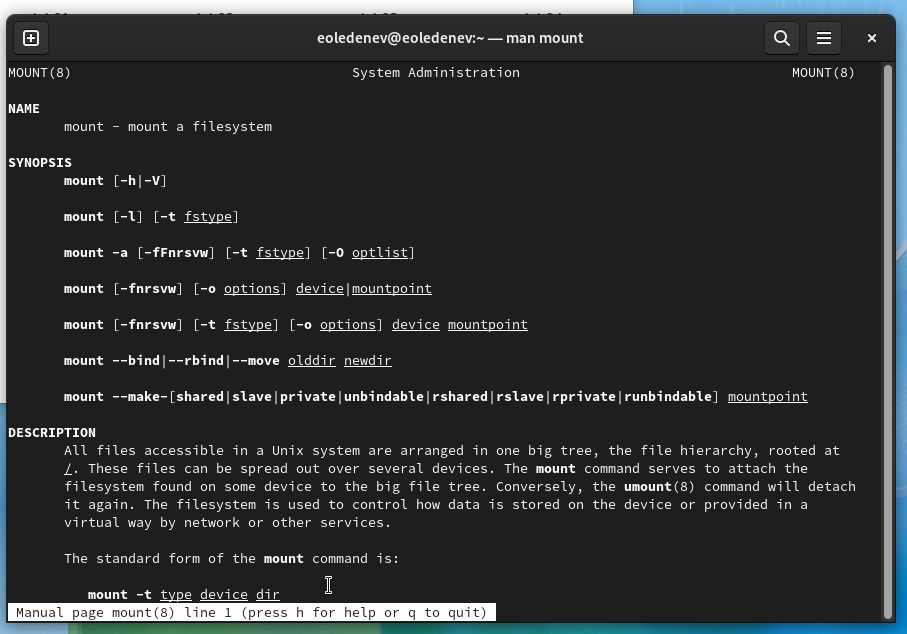 eoledenev@eoledenev:~ — man mount
MOUNT(8) System Administration MOUNT(8)
NAME
mount - mount a filesystem
SYNOPSIS
mount [-h|-V]
mount [-l] [-t fstype]
mount -a [-fFnrsvw] [-t fstype] [-O optlist]
mount [-fnrsvw] [-o options] device|mountpoint
mount [-fnrsvw] [-t fstype] [-o options] device mountpoint
mount --bind|--rbind|--move olddir newdir
mount --make-[shared|slave|private|unbindable|rshared|rslave|rprivate|runbindable] mountpoint
DESCRIPTION
All files accessible in a Unix system are arranged in one big tree, the file hierarchy, rooted at
/. These files can be spread out over several devices. The mount command serves to attach the
filesystem found on some device to the big file tree. Conversely, the umount(8) command will detach
it again. The filesystem is used to control how data is stored on the device or provided in a
virtual way by network or other services.
The standard form of the mount command is:
mount -t type device dir
Manual page mount(8) line 1 (press h for help or q to quit)